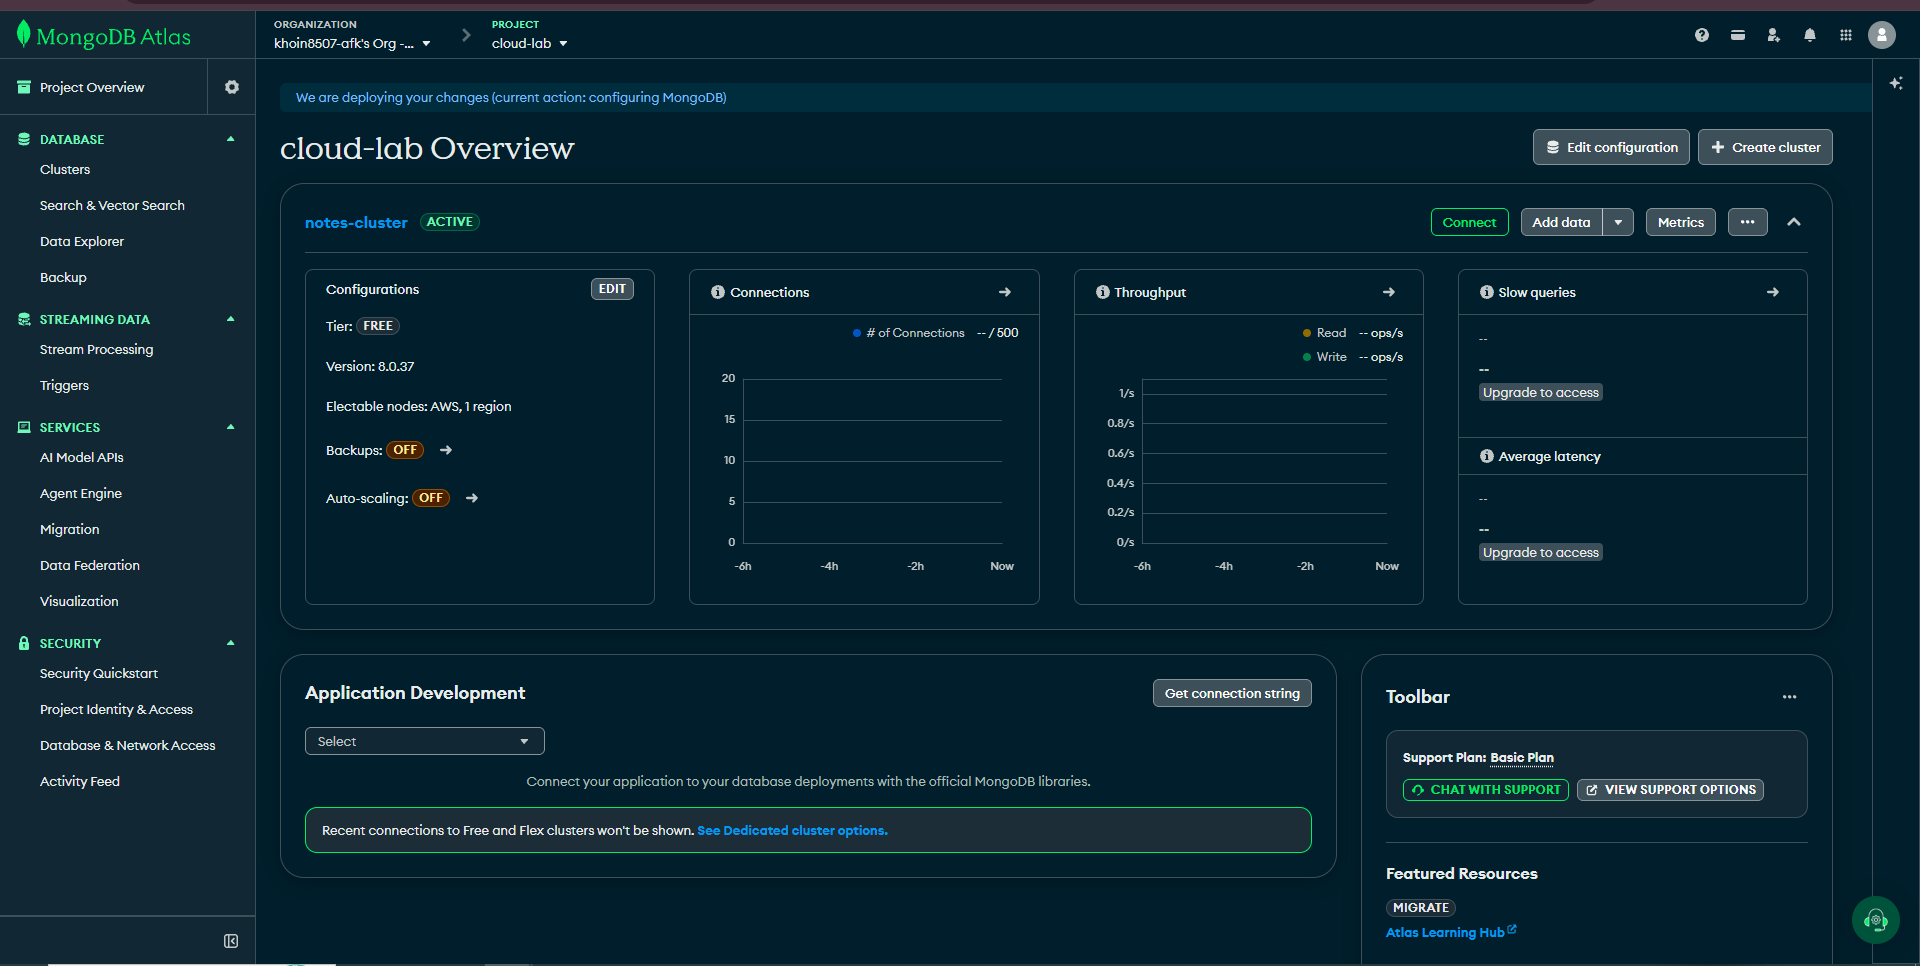 MongoDB Atlas
ORGANIZATION
khoin8507-afk's Org -...
PROJECT
cloud-lab
Project Overview
DATABASE
Clusters
Search & Vector Search
Data Explorer
Backup
STREAMING DATA
Stream Processing
Triggers
SERVICES
AI Model APIs
Agent Engine
Migration
Data Federation
Visualization
SECURITY
Security Quickstart
Project Identity & Access
Database & Network Access
Activity Feed
We are deploying your changes (current action: configuring MongoDB)
cloud-lab Overview
Edit configuration
Create cluster
notes-cluster ACTIVE
Connect
Add data
Metrics
Configurations EDIT
Tier: FREE
Version: 8.0.37
Electable nodes: AWS, 1 region
Backups: OFF
Auto-scaling: OFF
Connections
# of Connections -- / 500
20
15
10
5
0
-6h -4h -2h Now
Throughput
Read -- ops/s
Write -- ops/s
1/s
0.8/s
0.6/s
0.4/s
0.2/s
0/s
-6h -4h -2h Now
Slow queries
--
--
Upgrade to access
Average latency
--
--
Upgrade to access
Application Development
Get connection string
Select
Connect your application to your database deployments with the official MongoDB libraries.
Recent connections to Free and Flex clusters won't be shown. See Dedicated cluster options.
Toolbar
Support Plan: Basic Plan
CHAT WITH SUPPORT
VIEW SUPPORT OPTIONS
Featured Resources
MIGRATE
Atlas Learning Hub